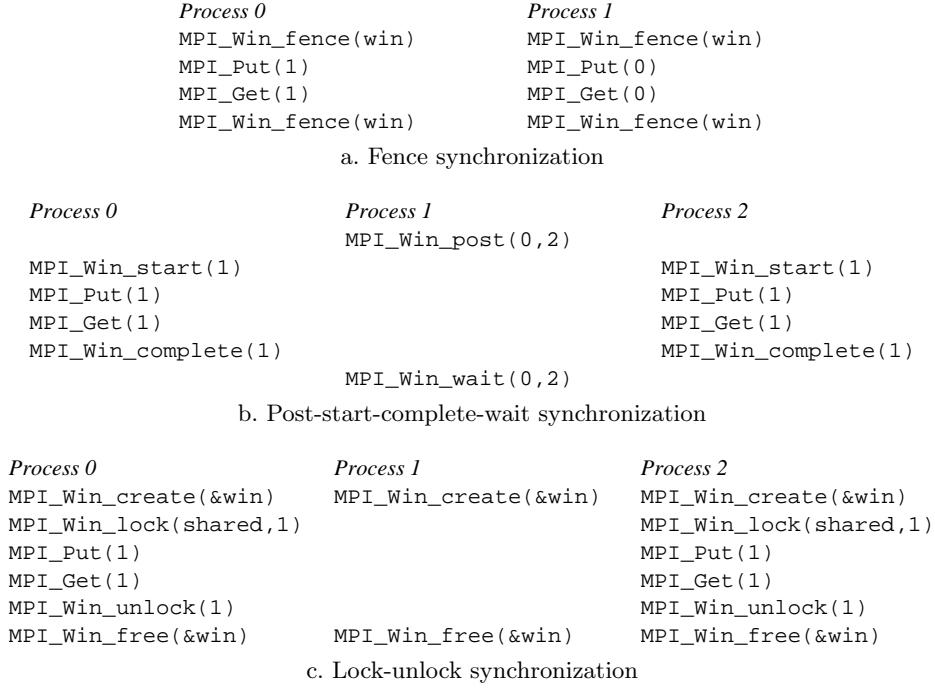 Process 0 Process 1
MPI_Win_fence(win) MPI_Win_fence(win)
MPI_Put(1) MPI_Put(0)
MPI_Get(1) MPI_Get(0)
MPI_Win_fence(win) MPI_Win_fence(win)
a. Fence synchronization
Process 0 Process 1 Process 2
MPI_Win_post(0,2)
MPI_Win_start(1) MPI_Win_start(1)
MPI_Put(1) MPI_Put(1)
MPI_Get(1) MPI_Get(1)
MPI_Win_complete(1) MPI_Win_complete(1)
MPI_Win_wait(0,2)
b. Post-start-complete-wait synchronization
Process 0 Process 1 Process 2
MPI_Win_create(&win) MPI_Win_create(&win) MPI_Win_create(&win)
MPI_Win_lock(shared,1) MPI_Win_lock(shared,1)
MPI_Put(1) MPI_Put(1)
MPI_Get(1) MPI_Get(1)
MPI_Win_unlock(1) MPI_Win_unlock(1)
MPI_Win_free(&win) MPI_Win_free(&win) MPI_Win_free(&win)
c. Lock-unlock synchronization